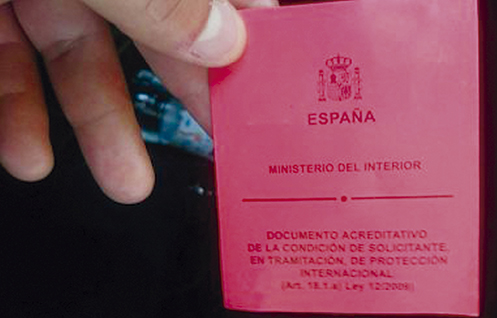 ESPAÑA
MINISTERIO DEL INTERIOR
DOCUMENTO ACREDITATIVO
DE LA CONDICIÓN DE SOLICITANTE,
EN TRAMITACIÓN, DE PROTECCIÓN
INTERNACIONAL
(Art. 18.1.a) Ley 12/2009)